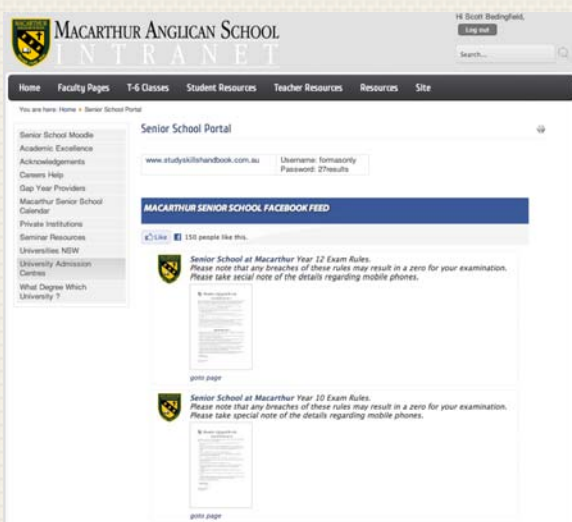 MACARTHUR ANGLICAN SCHOOL
INTRANET
Hi Scott Bedingfield,
Log out
Search...
Home Faculty Pages T-6 Classes Student Resources Teacher Resources Resources Site
You are here: Home Senior School Portal
Senior School Moodle
Academic Excellence
Acknowledgements
Careers Help
Gap Year Providers
Macarthur Senior School
Calendar
Private Institutions
Seminar Resources
Universities NSW
University Admission
Centres
What Degree Which
University ?
Senior School Portal
www.studyskillshandbook.com.au
Username: formasonly
Password: 27results
MACARTHUR SENIOR SCHOOL FACEBOOK FEED
Like 150 people like this.
Senior School at Macarthur Year 12 Exam Rules.
Please note that any breaches of these rules may result in a zero for your examination.
Please take secial note of the details regarding mobile phones.
goto page
Senior School at Macarthur Year 10 Exam Rules.
Please note that any breaches of these rules may result in a zero for your examination.
Please take special note of the details regarding mobile phones.
goto page